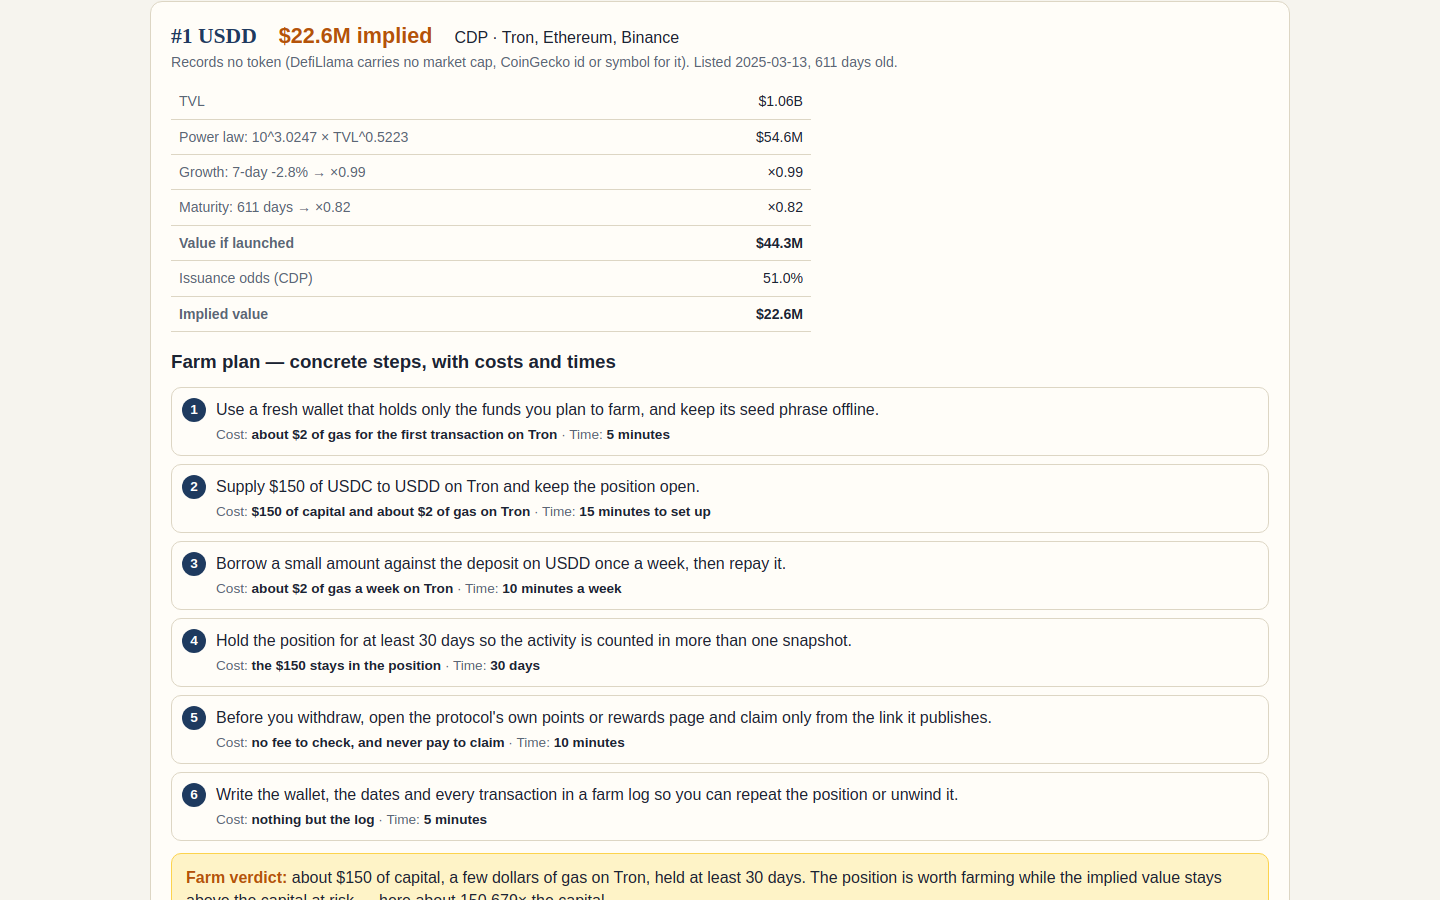 #1 USDD $22.6M implied CDP · Tron, Ethereum, Binance
Records no token (DefiLlama carries no market cap, CoinGecko id or symbol for it). Listed 2025-03-13, 611 days old.
TVL $1.06B
Power law: 10^3.0247 × TVL^0.5223 $54.6M
Growth: 7-day -2.8% → ×0.99 ×0.99
Maturity: 611 days → ×0.82 ×0.82
Value if launched $44.3M
Issuance odds (CDP) 51.0%
Implied value $22.6M
Farm plan — concrete steps, with costs and times
1 Use a fresh wallet that holds only the funds you plan to farm, and keep its seed phrase offline.
Cost: about $2 of gas for the first transaction on Tron · Time: 5 minutes
2 Supply $150 of USDC to USDD on Tron and keep the position open.
Cost: $150 of capital and about $2 of gas on Tron · Time: 15 minutes to set up
3 Borrow a small amount against the deposit on USDD once a week, then repay it.
Cost: about $2 of gas a week on Tron · Time: 10 minutes a week
4 Hold the position for at least 30 days so the activity is counted in more than one snapshot.
Cost: the $150 stays in the position · Time: 30 days
5 Before you withdraw, open the protocol's own points or rewards page and claim only from the link it publishes.
Cost: no fee to check, and never pay to claim · Time: 10 minutes
6 Write the wallet, the dates and every transaction in a farm log so you can repeat the position or unwind it.
Cost: nothing but the log · Time: 5 minutes
Farm verdict: about $150 of capital, a few dollars of gas on Tron, held at least 30 days. The position is worth farming while the implied value stays
above the capital at risk — here about 150,679× the capital.